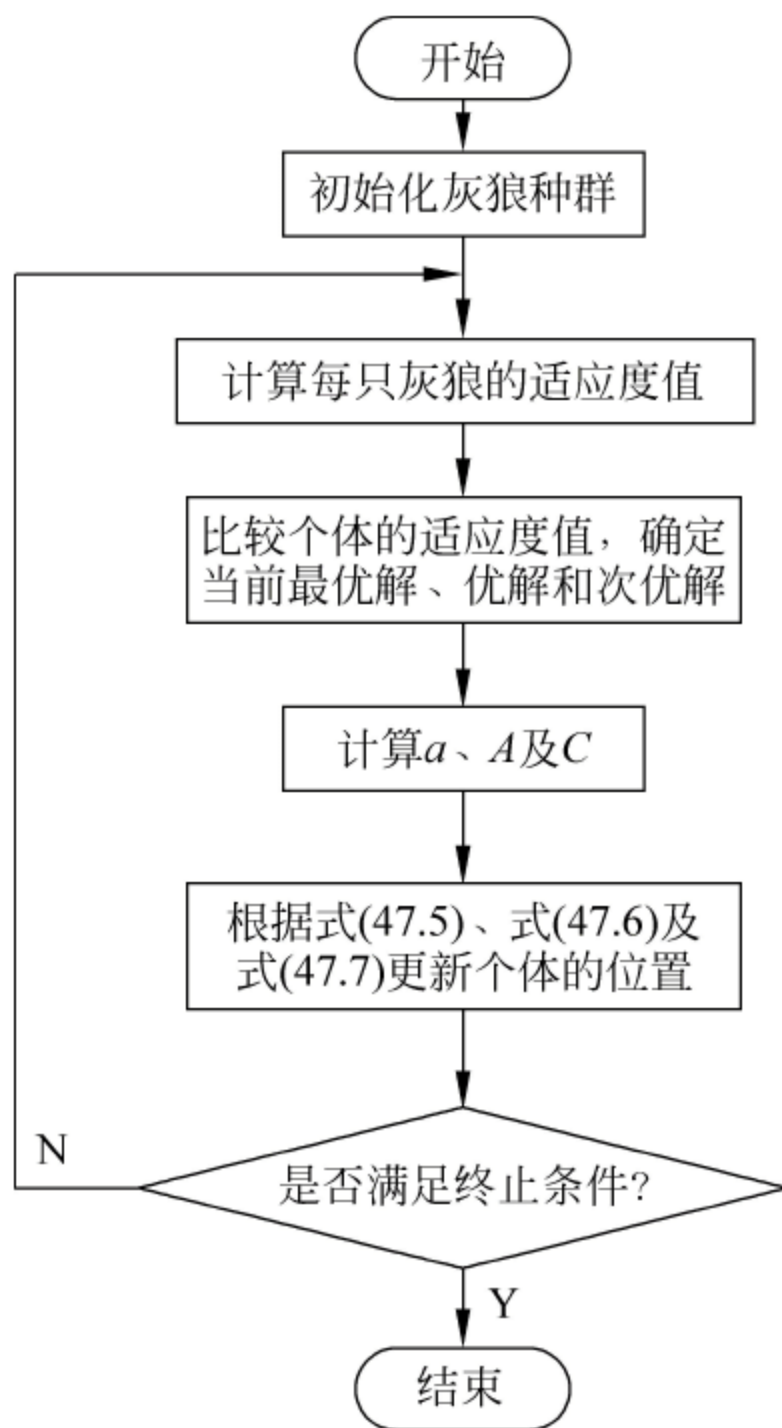 开始
初始化灰狼种群
计算每只灰狼的适应度值
比较个体的适应度值，确定
当前最优解、优解和次优解
计算a、A及C
根据式(47.5)、式(47.6)及
式(47.7)更新个体的位置
N
是否满足终止条件?
Y
结束